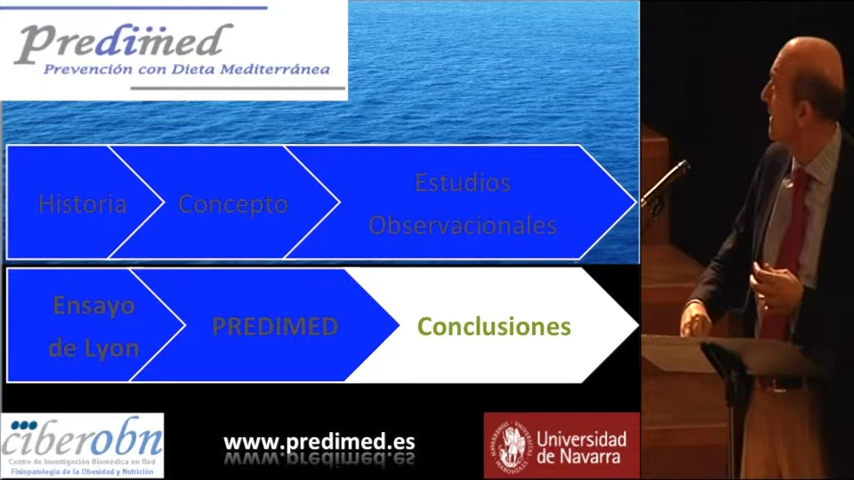 Predimed
Prevención con Dieta Mediterránea
Historia
Concepto
Estudios
Observacionales
Ensayo
de Lyon
PREDIMED
Conclusiones
ciberobn
Centro de Investigación Biomédica en Red
Fisiopatología de la Obesidad y Nutrición
www.predimed.es
Universidad
de Navarra